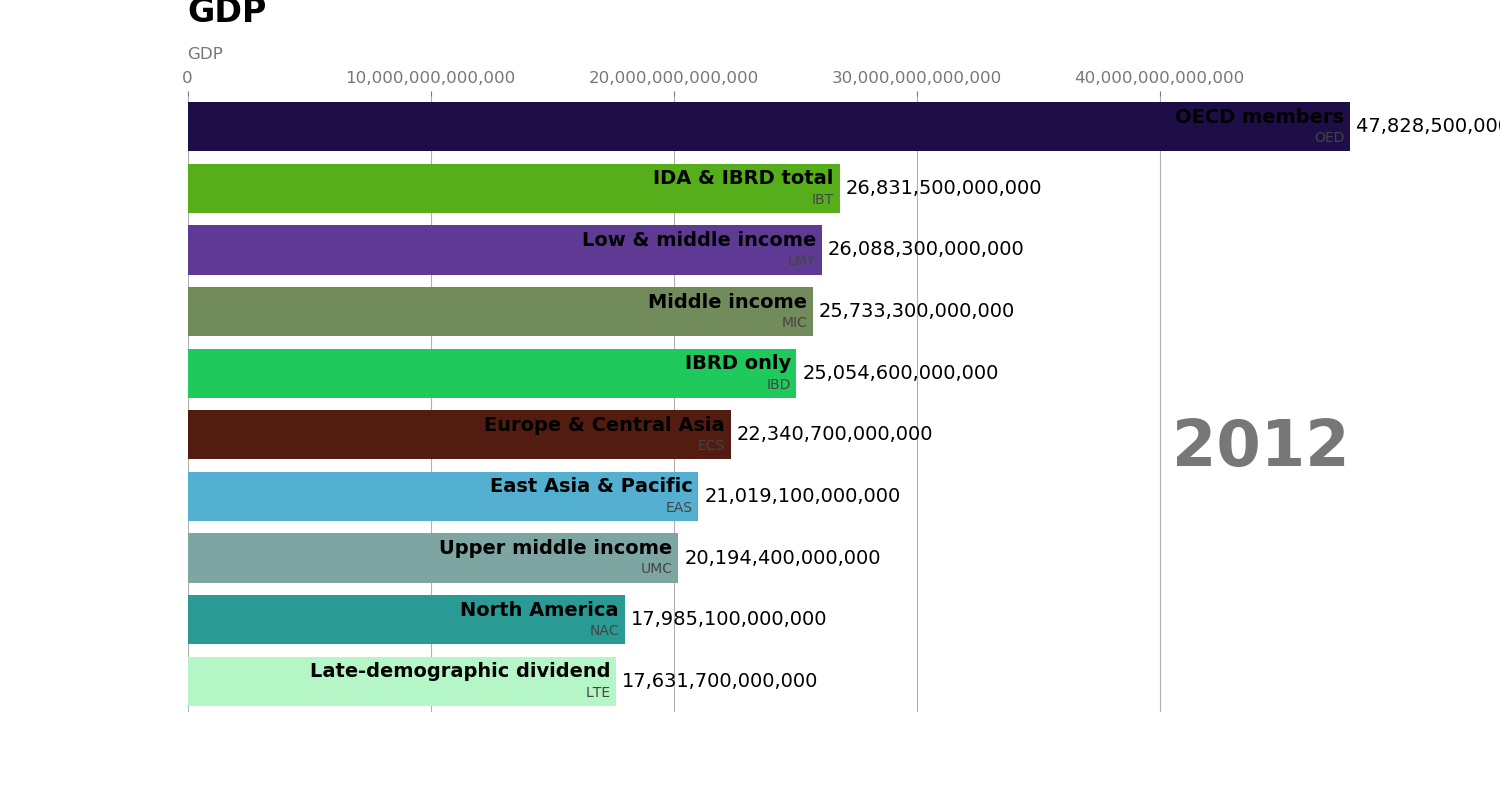 GDP
GDP
0 10,000,000,000,000 20,000,000,000,000 30,000,000,000,000 40,000,000,000,000
OECD members
OED
47,828,500,000
IDA & IBRD total
IBT
26,831,500,000,000
Low & middle income
LMY
26,088,300,000,000
Middle income
MIC
25,733,300,000,000
IBRD only
IBD
25,054,600,000,000
Europe & Central Asia
ECS
22,340,700,000,000
2012
East Asia & Pacific
EAS
21,019,100,000,000
Upper middle income
UMC
20,194,400,000,000
North America
NAC
17,985,100,000,000
Late-demographic dividend
LTE
17,631,700,000,000